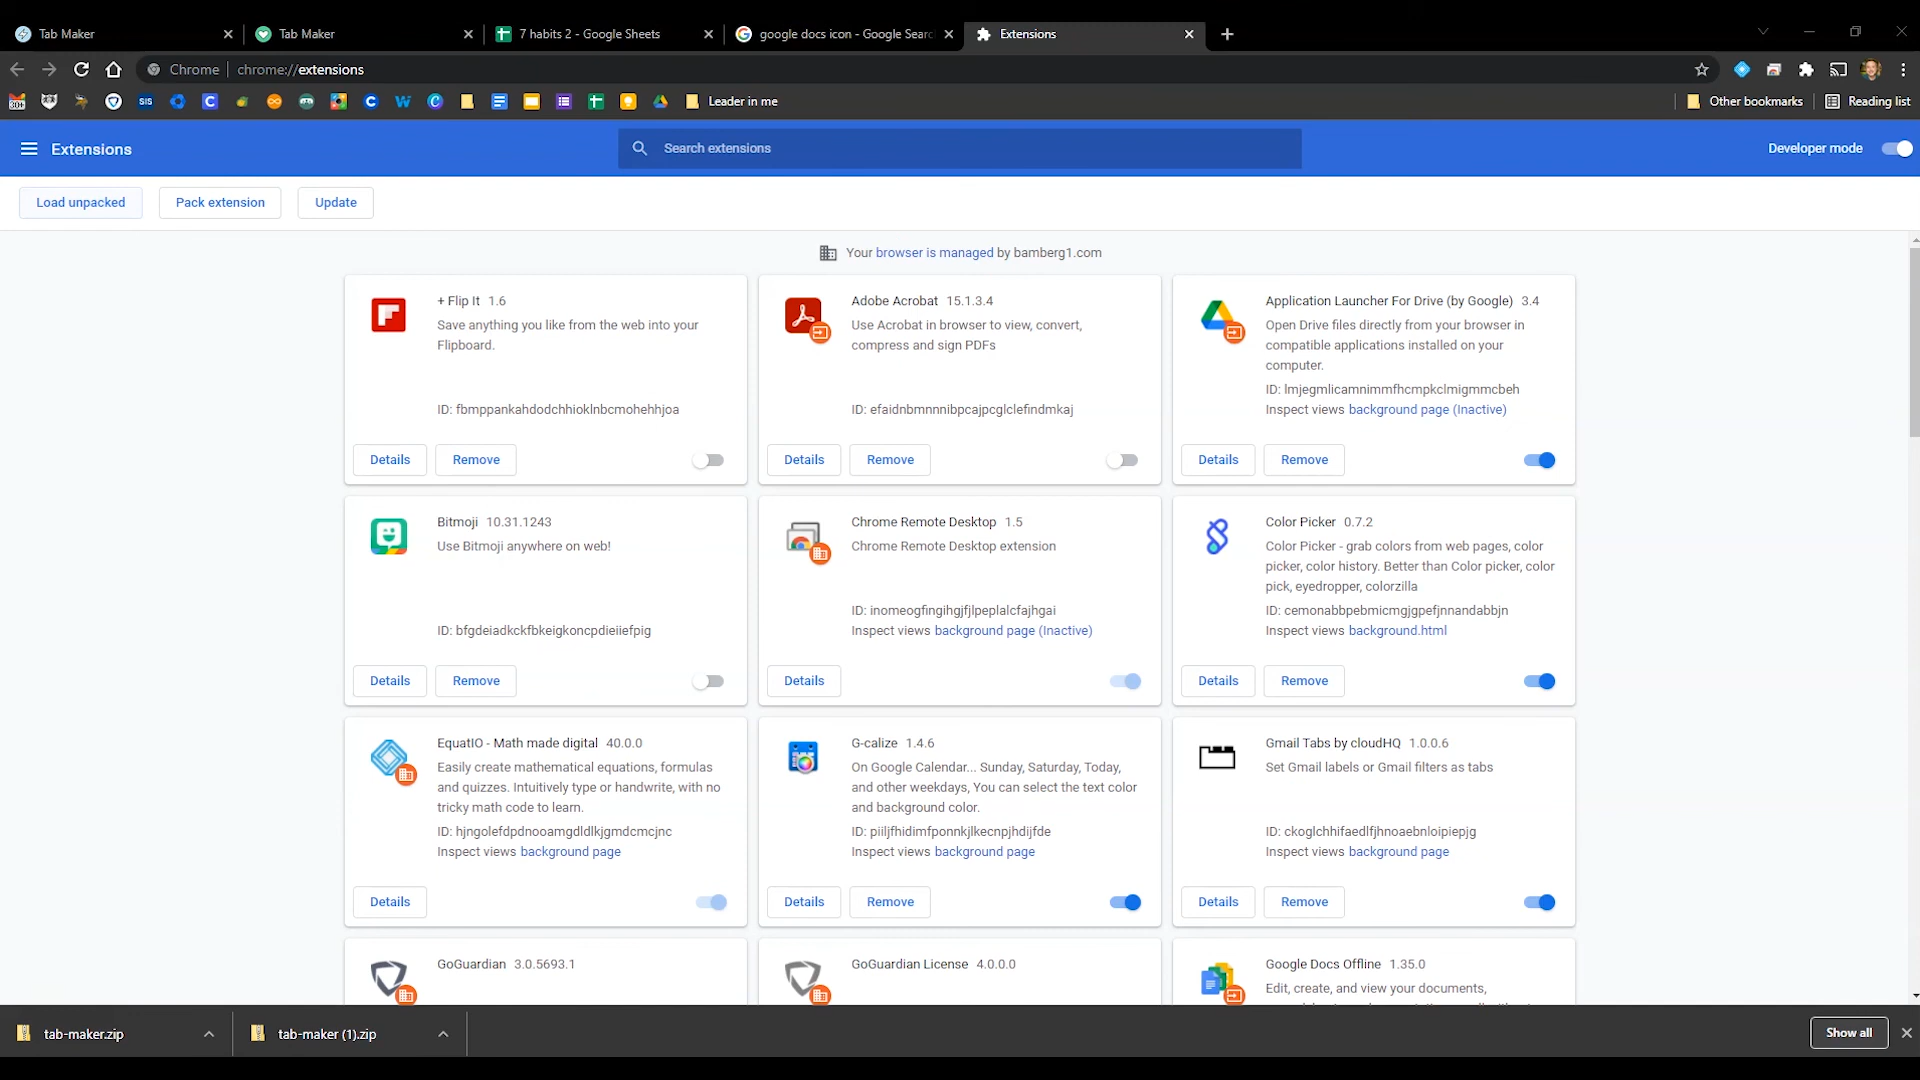 Tab Maker
Tab Maker
7 habits 2 - Google Sheets
google docs icon - Google Searc
Extensions
Chrome
chrome://extensions
SIS
Leader in me
Other bookmarks
Reading list
Extensions
Search extensions
Developer mode
Load unpacked
Pack extension
Update
Your browser is managed by bamberg1.com
+ Flip It 1.6
Save anything you like from the web into your
Flipboard.
ID: fbmppankahdodchhioklnbcmohehhjoa
Details
Remove
Adobe Acrobat 15.1.3.4
Use Acrobat in browser to view, convert,
compress and sign PDFs
ID: efaidnbmnnnibpcajpcglclefindmkaj
Details
Remove
Application Launcher For Drive (by Google) 3.4
Open Drive files directly from your browser in
compatible applications installed on your
computer.
ID: lmjegmlicamnimmfhcmpkclmigmmcbeh
Inspect views background page (Inactive)
Details
Remove
Bitmoji 10.31.1243
Use Bitmoji anywhere on web!
ID: bfgdeiadkckfbkeigkoncpdieiiefpig
Details
Remove
Chrome Remote Desktop 1.5
Chrome Remote Desktop extension
ID: inomeogfingihgjfjlpeplalcfajhgai
Inspect views background page (Inactive)
Details
Color Picker 0.7.2
Color Picker - grab colors from web pages, color
picker, color history. Better than Color picker, color
pick, eyedropper, colorzilla
ID: cemonabbpebmicmgjgpefjnnandabbjn
Inspect views background.html
Details
Remove
EquatIO - Math made digital 40.0.0
Easily create mathematical equations, formulas
and quizzes. Intuitively type or handwrite, with no
tricky math code to learn.
ID: hjngolefdpdnooamgdldlkjgmdcmcjnc
Inspect views background page
Details
G-calize 1.4.6
On Google Calendar... Sunday, Saturday, Today,
and other weekdays, You can select the text color
and background color.
ID: piiljfhidimfponnkjlkecnpjhdijfde
Inspect views background page
Details
Remove
Gmail Tabs by cloudHQ 1.0.0.6
Set Gmail labels or Gmail filters as tabs
ID: ckoglchhifaedlfjhnoaebnloipiepjg
Inspect views background page
Details
Remove
GoGuardian 3.0.5693.1
GoGuardian License 4.0.0.0
Google Docs Offline 1.35.0
Edit, create, and view your documents,
tab-maker.zip
tab-maker (1).zip
Show all